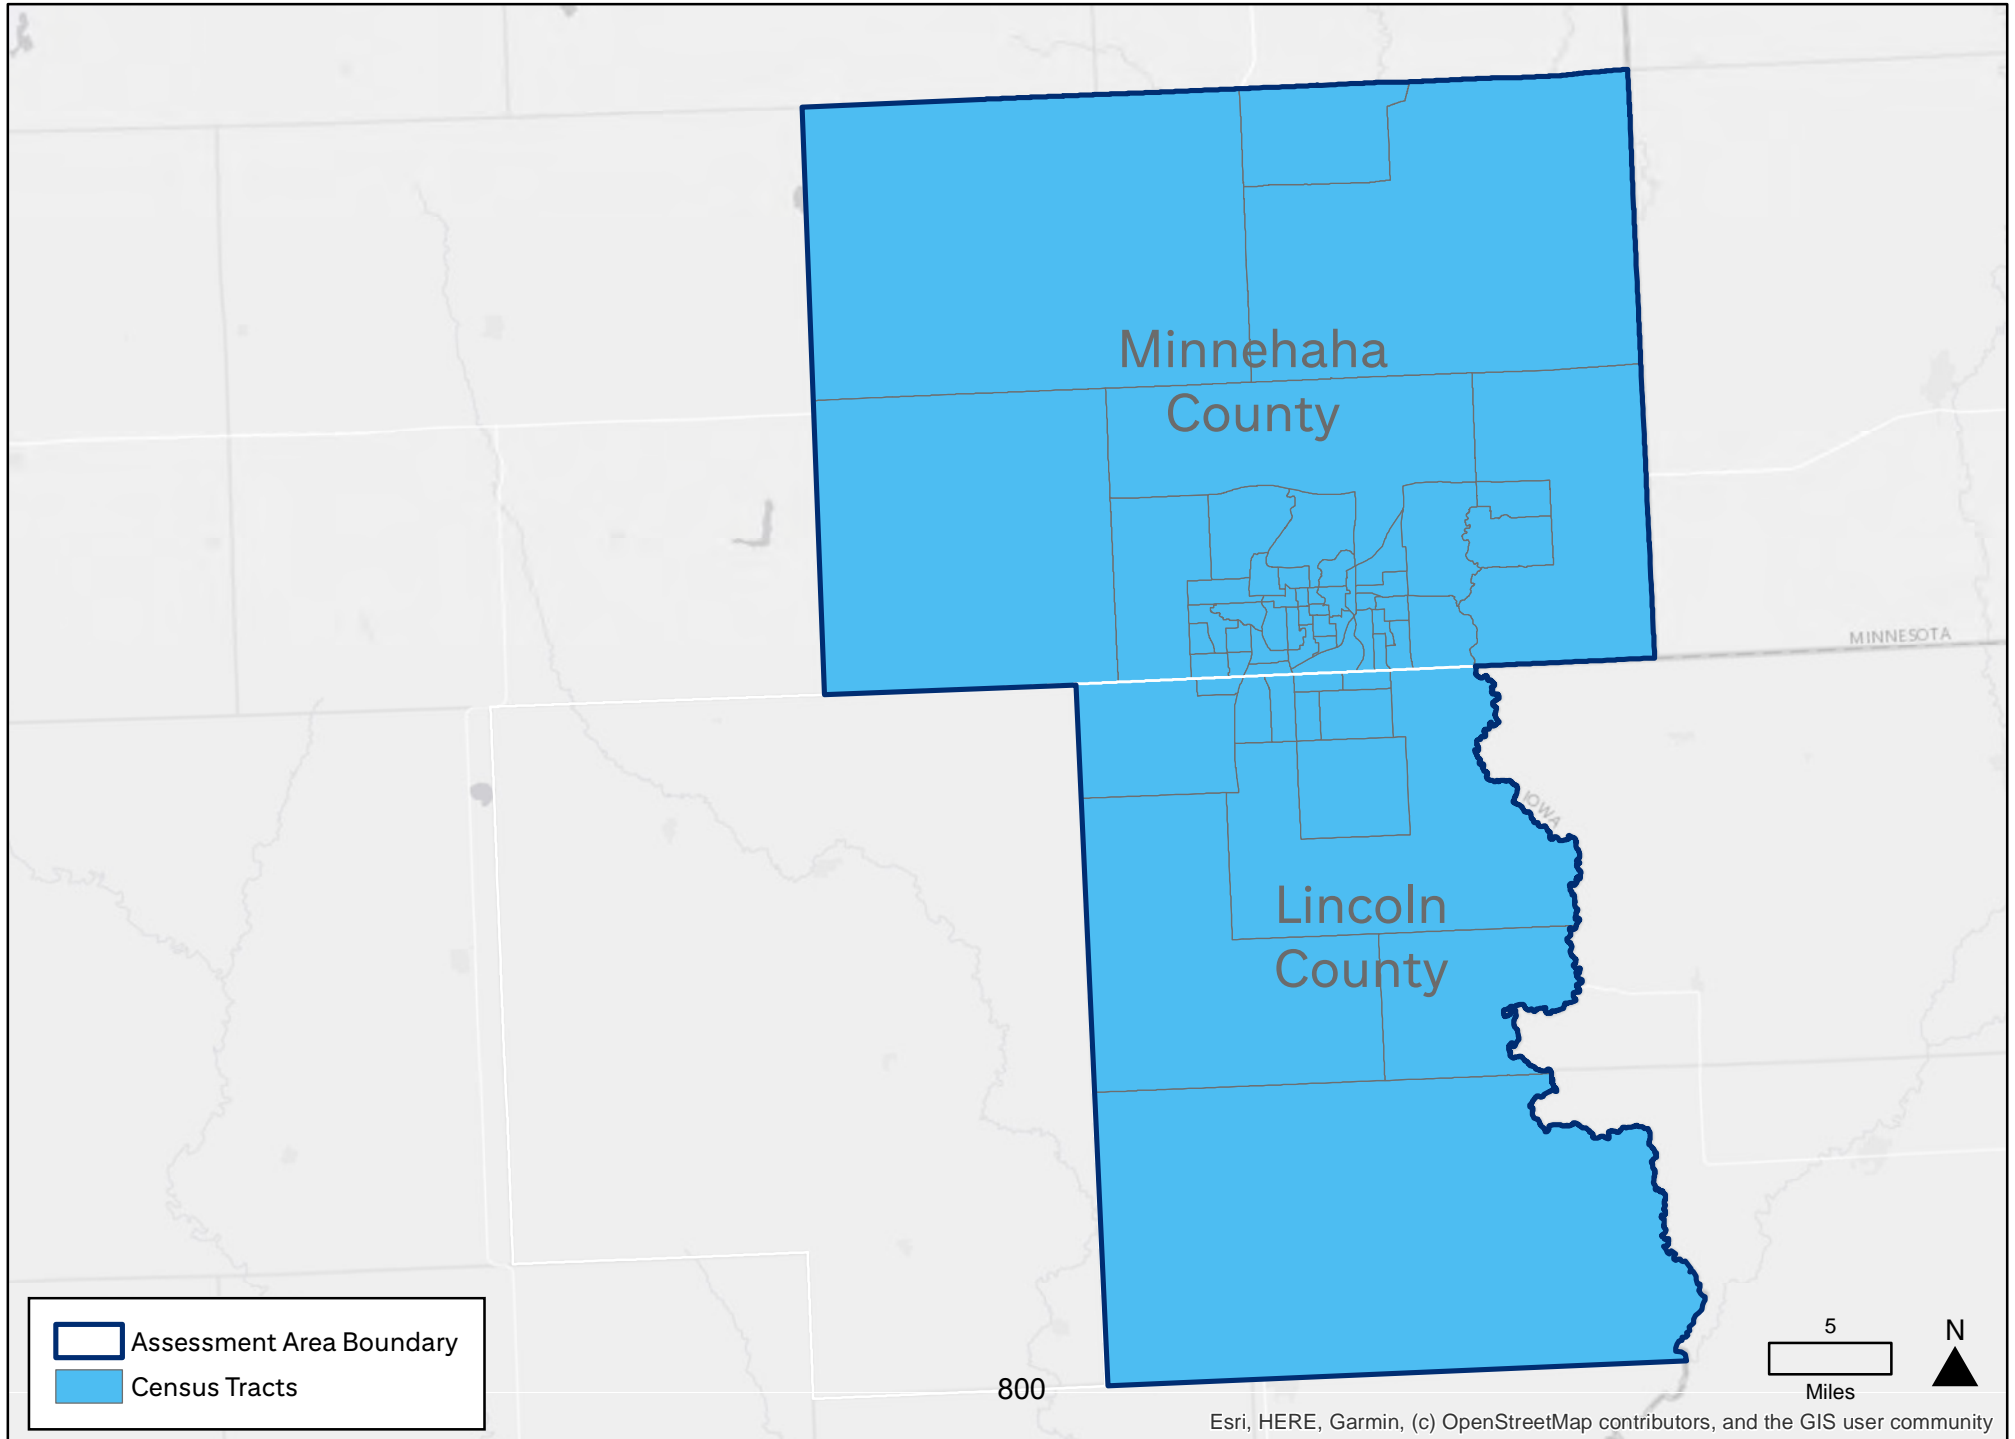 Minnehaha
County
MINNESOTA
IOWA
Lincoln
County
Assessment Area Boundary
Census Tracts
800
5
Miles
N
Esri, HERE, Garmin, (c) OpenStreetMap contributors, and the GIS user community